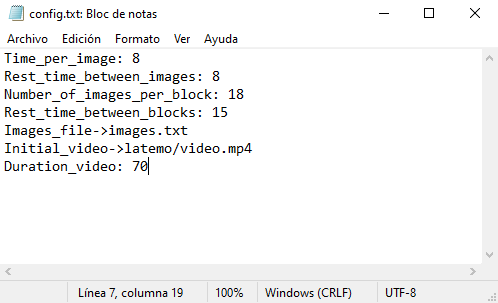 config.txt: Bloc de notas
Archivo Edición Formato Ver Ayuda
Time_per_image: 8
Rest_time_between_images: 8
Number_of_images_per_block: 18
Rest_time_between_blocks: 15
Images_file->images.txt
Initial_video->latemo/video.mp4
Duration_video: 70
Línea 7, columna 19 100% Windows (CRLF) UTF-8